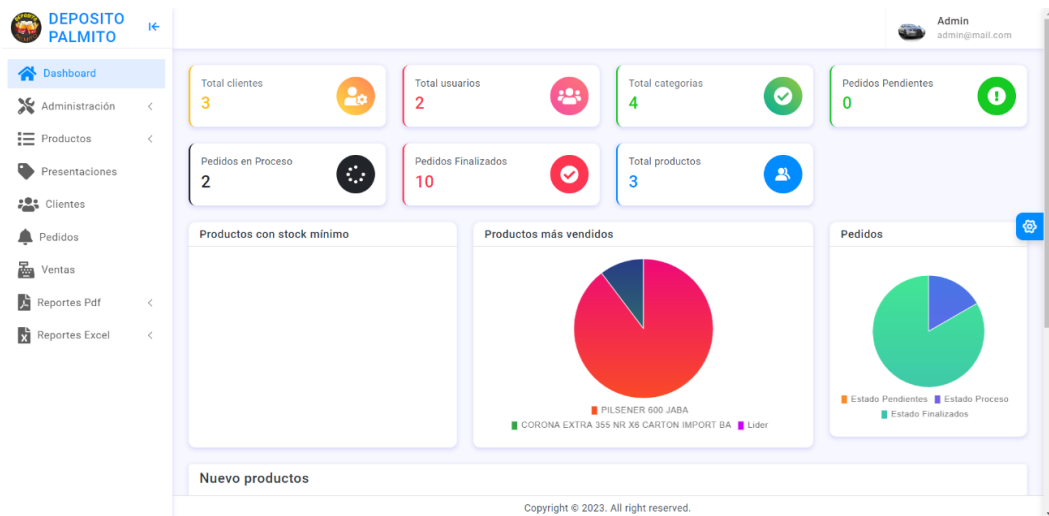 DEPOSITO
PALMITO
Admin
admin@mail.com
Dashboard
Administración
Productos
Presentaciones
Clientes
Pedidos
Ventas
Reportes Pdf
Reportes Excel
Total clientes
3
Total usuarios
2
Total categorias
4
Pedidos Pendientes
0
Pedidos en Proceso
2
Pedidos Finalizados
10
Total productos
3
Productos con stock mínimo
Productos más vendidos
PILSENER 600 JABA
CORONA EXTRA 355 NR X6 CARTON IMPORT BA Lider
Pedidos
Estado Pendientes Estado Proceso
Estado Finalizados
Nuevo productos
Copyright © 2023. All right reserved.